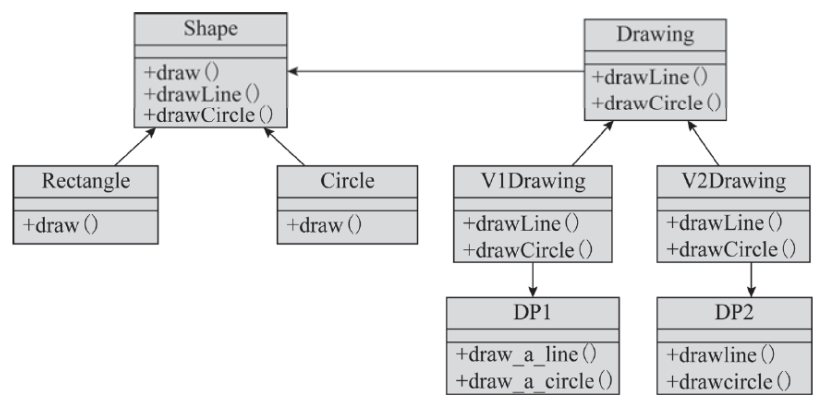 Shape
+draw()
+drawLine()
+drawCircle()
Drawing
+drawLine()
+drawCircle()
Rectangle
+draw()
Circle
+draw()
V1Drawing
+drawLine()
+drawCircle()
V2Drawing
+drawLine()
+drawCircle()
DP1
+draw_a_line()
+draw_a_circle()
DP2
+drawline()
+drawcircle()